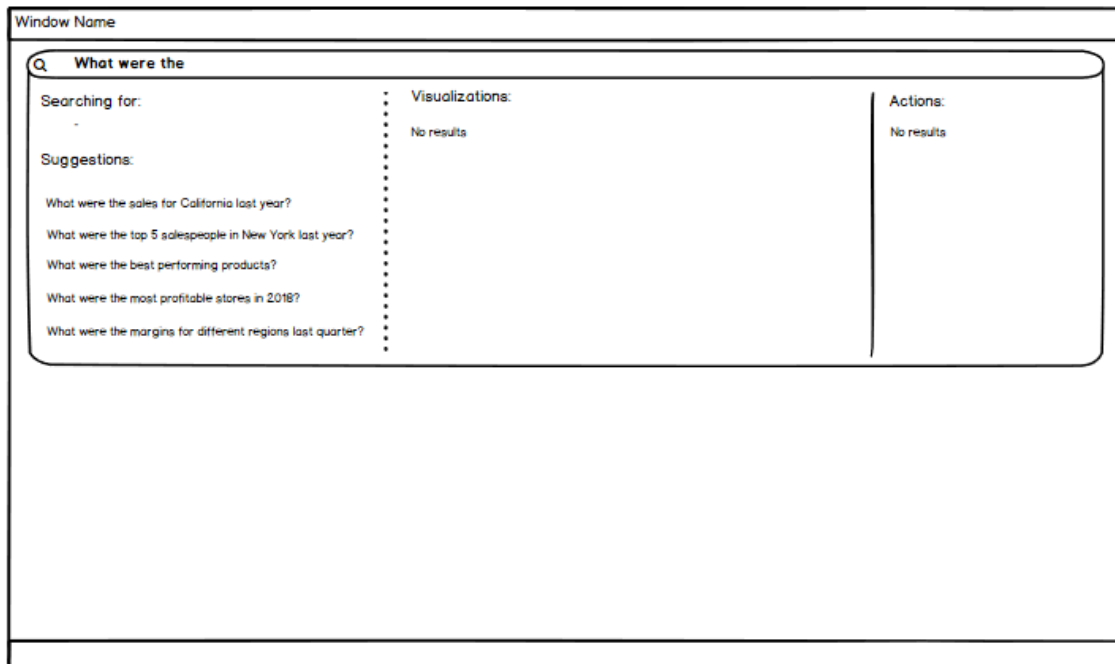 Window Name
What were the
Searching for:
-
Suggestions:
What were the sales for California last year?
What were the top 5 salespeople in New York last year?
What were the best performing products?
What were the most profitable stores in 2018?
What were the margins for different regions last quarter?
Visualizations:
No results
Actions:
No results